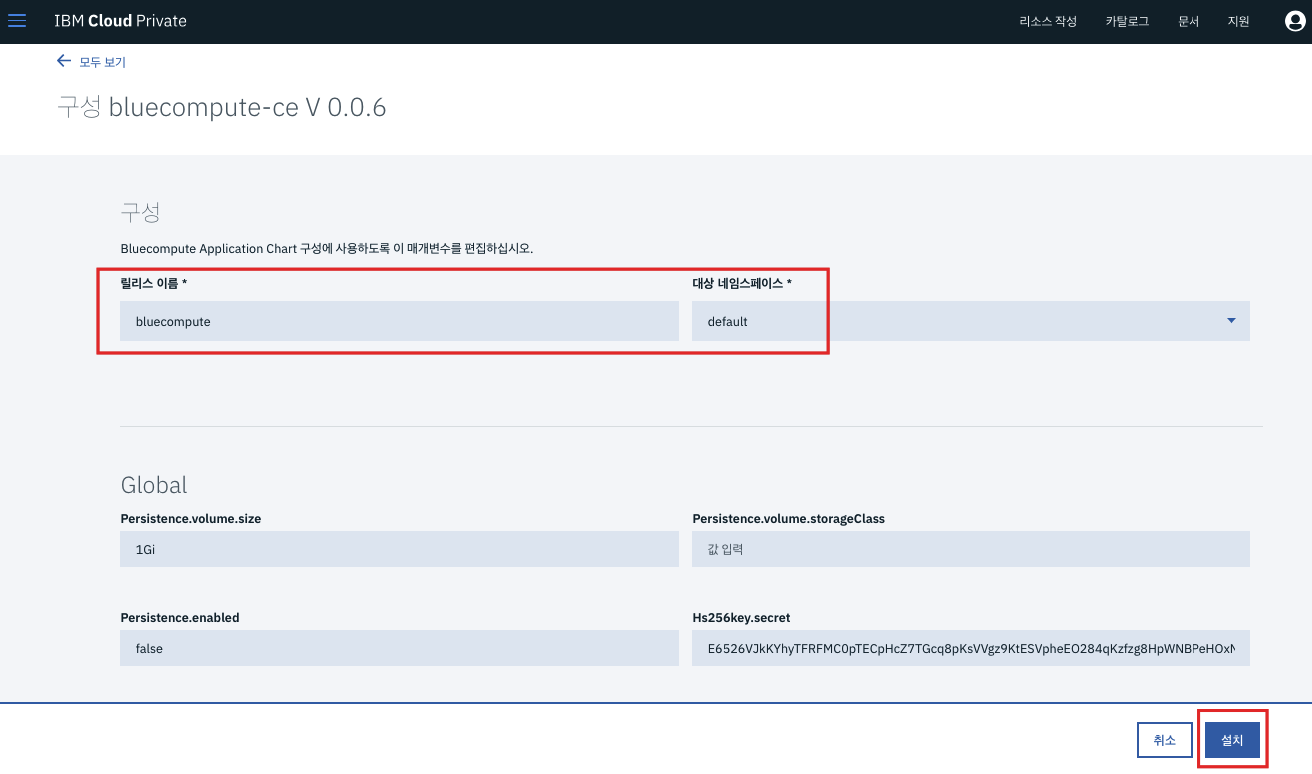 IBM Cloud Private
리소스 작성 카탈로그 문서 지원
모두 보기
구성 bluecompute-ce V 0.0.6
구성
Bluecompute Application Chart 구성에 사용하도록 이 매개변수를 편집하십시오.
릴리스 이름 * 대상 네임스페이스 *
bluecompute default
Global
Persistence.volume.size Persistence.volume.storageClass
1Gi 값 입력
Persistence.enabled Hs256key.secret
false E6526VJkKYhyTFRFMC0pTECpHcZ7TGcq8pKsVVgz9KtESVpheEO284qKzfzg8HpWNBPeHOxN
취소 설치